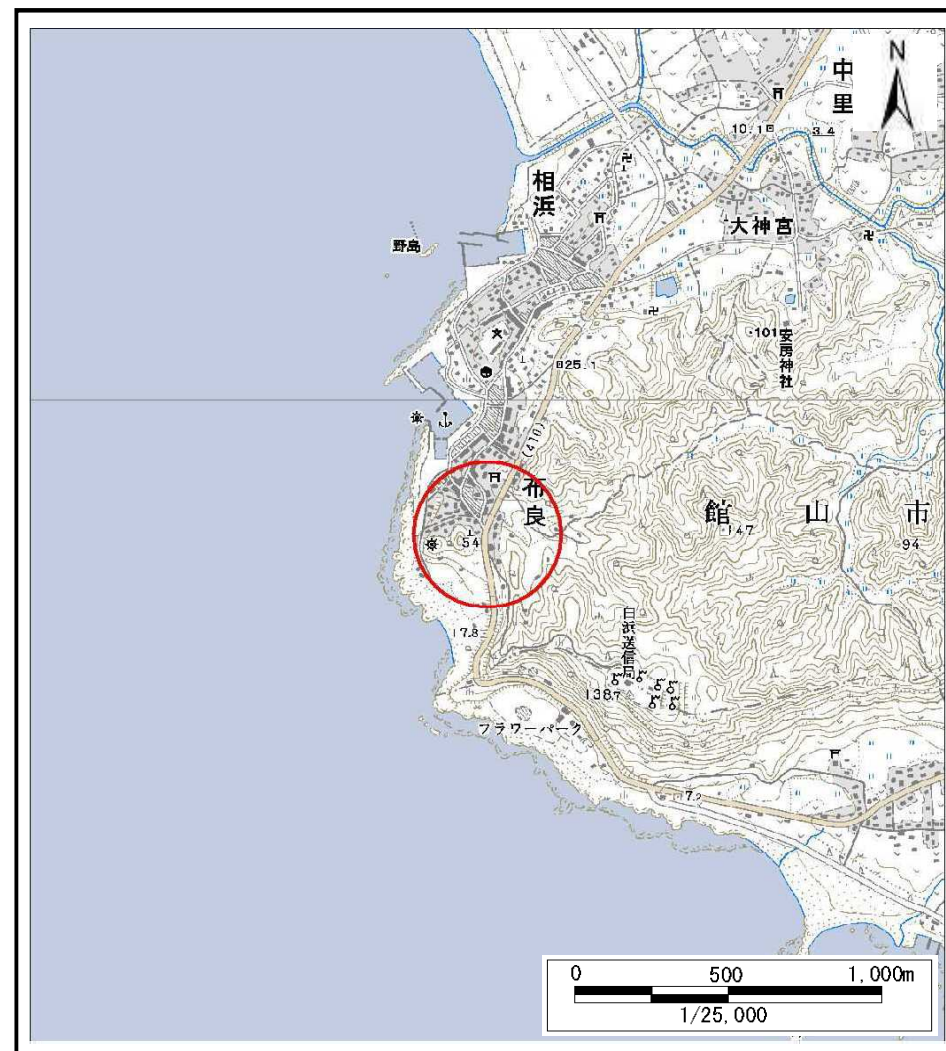 N
中里
10.1
3.4
相浜
大神宮
野島
101
安房神社
25.1
(410)
布良
館山市
147
54
94
17.8
白浜送信局
138.7
フラワーパーク
17.2
0 500 1,000m
1/25,000